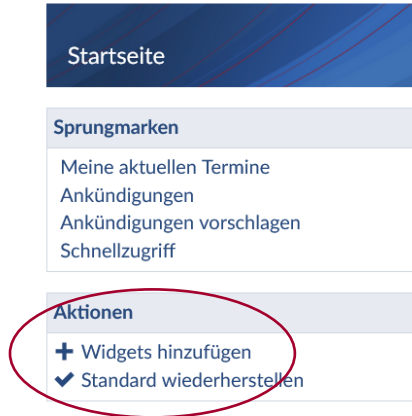 Startseite
Sprungmarken
Meine aktuellen Termine
Ankündigungen
Ankündigungen vorschlagen
Schnellzugriff
Aktionen
Widgets hinzufügen
Standard wiederherstellen